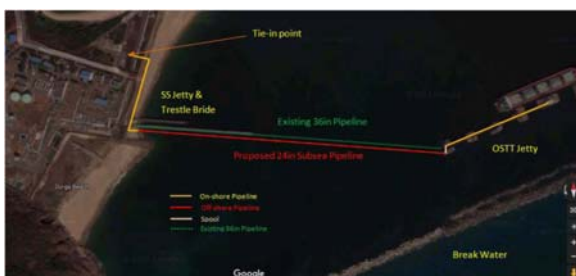 Tie-in point
SS Jetty &
Trestle Bride
Existing 36in Pipeline
Proposed 24in Subsea Pipeline
OSTT Jetty
On-shore Pipeline
Off-shore Pipeline
Spool
Existing 36in Pipeline
Break Water
Google